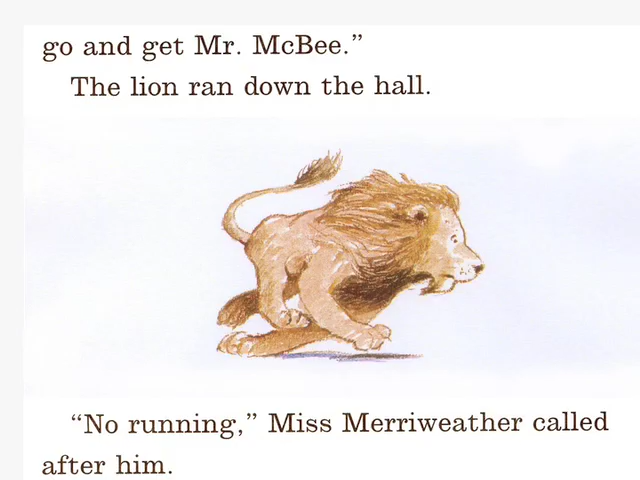 go and get Mr. McBee.”
The lion ran down the hall.
“No running,” Miss Merriweather called
after him.